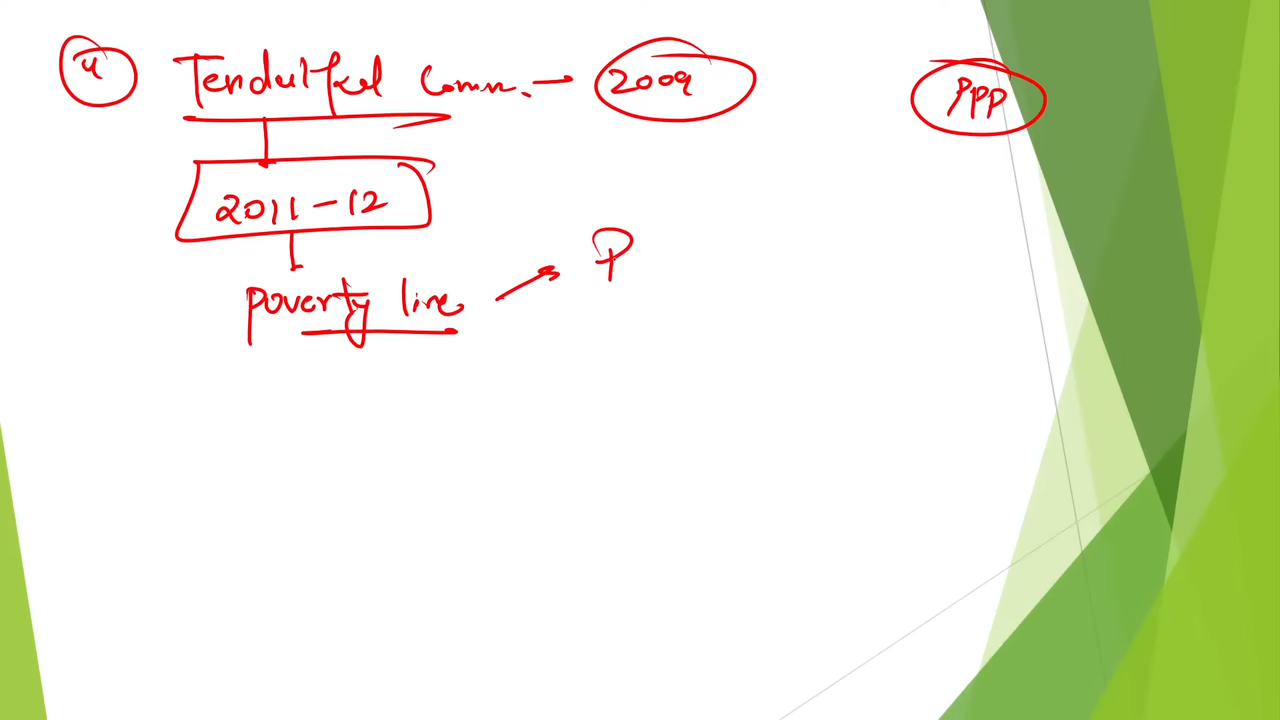 4 Tendulkar Comm. → 2009
PPP
2011-12
P
poverty line